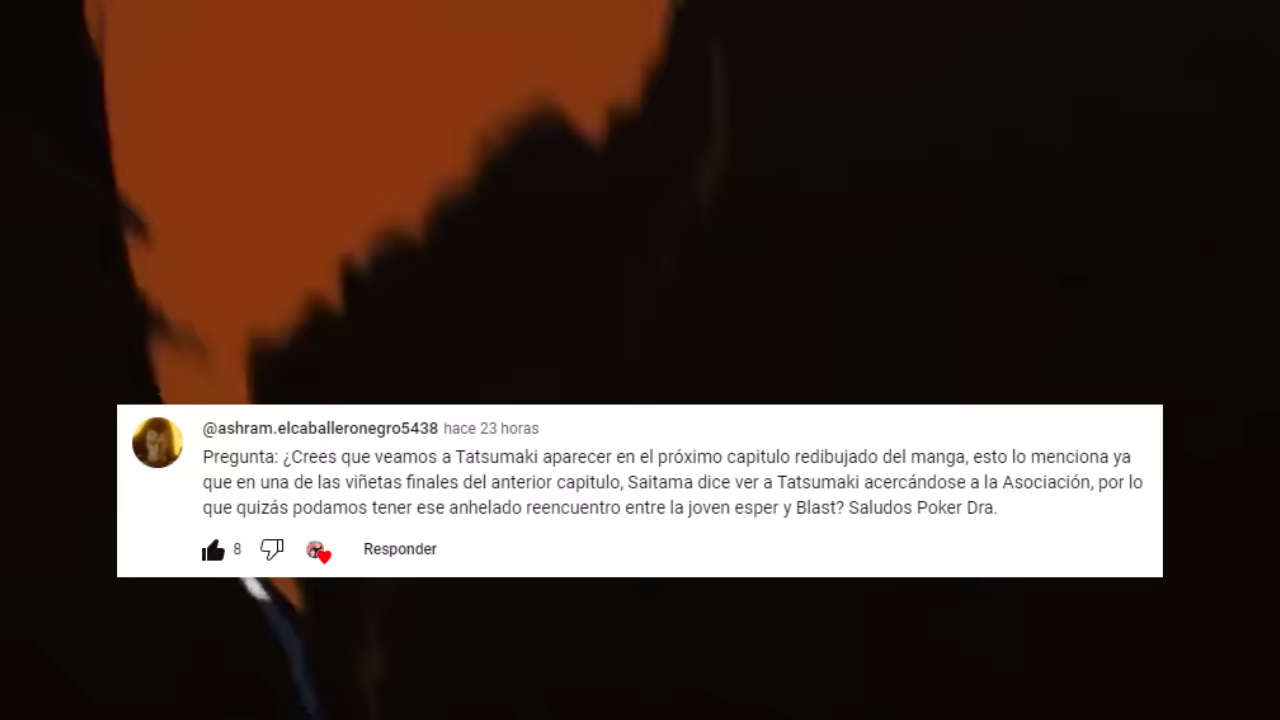 @ashram.elcaballeronegro5438 hace 23 horas
Pregunta: ¿Crees que veamos a Tatsumaki aparecer en el próximo capitulo redibujado del manga, esto lo menciona ya
que en una de las viñetas finales del anterior capitulo, Saitama dice ver a Tatsumaki acercándose a la Asociación, por lo
que quizás podamos tener ese anhelado reencuentro entre la joven esper y Blast? Saludos Poker Dra.
8 Responder